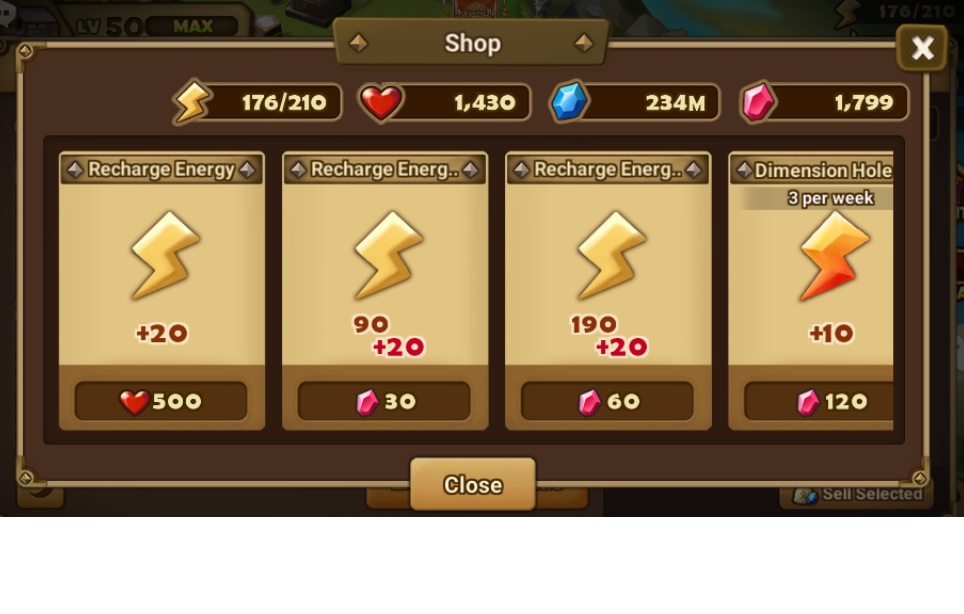 LV 50 MAX
176/210
Shop
X
176/210
1,430
234M
1,799
Recharge Energy
Recharge Energ..
Recharge Energ..
Dimension Hole
3 per week
+20
90
+20
190
+20
+10
500
30
60
120
Close
Sell Selected